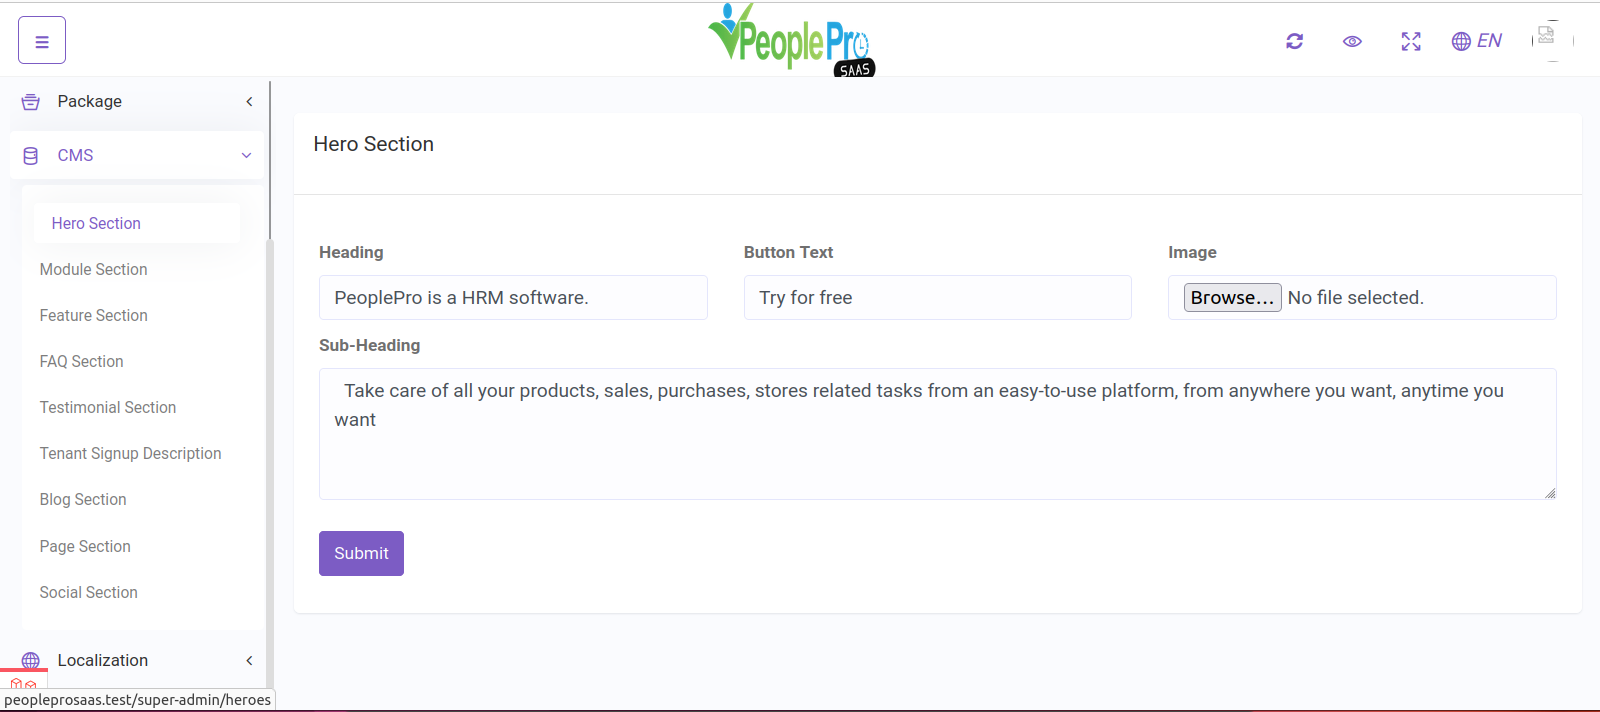 PeoplePro
SAAS
EN
Package
CMS
Hero Section
Module Section
Feature Section
FAQ Section
Testimonial Section
Tenant Signup Description
Blog Section
Page Section
Social Section
Localization
peopleprosaas.test/super-admin/heroes
Hero Section
Heading
PeoplePro is a HRM software.
Button Text
Try for free
Image
Browse... No file selected.
Sub-Heading
Take care of all your products, sales, purchases, stores related tasks from an easy-to-use platform, from anywhere you want, anytime you
want
Submit